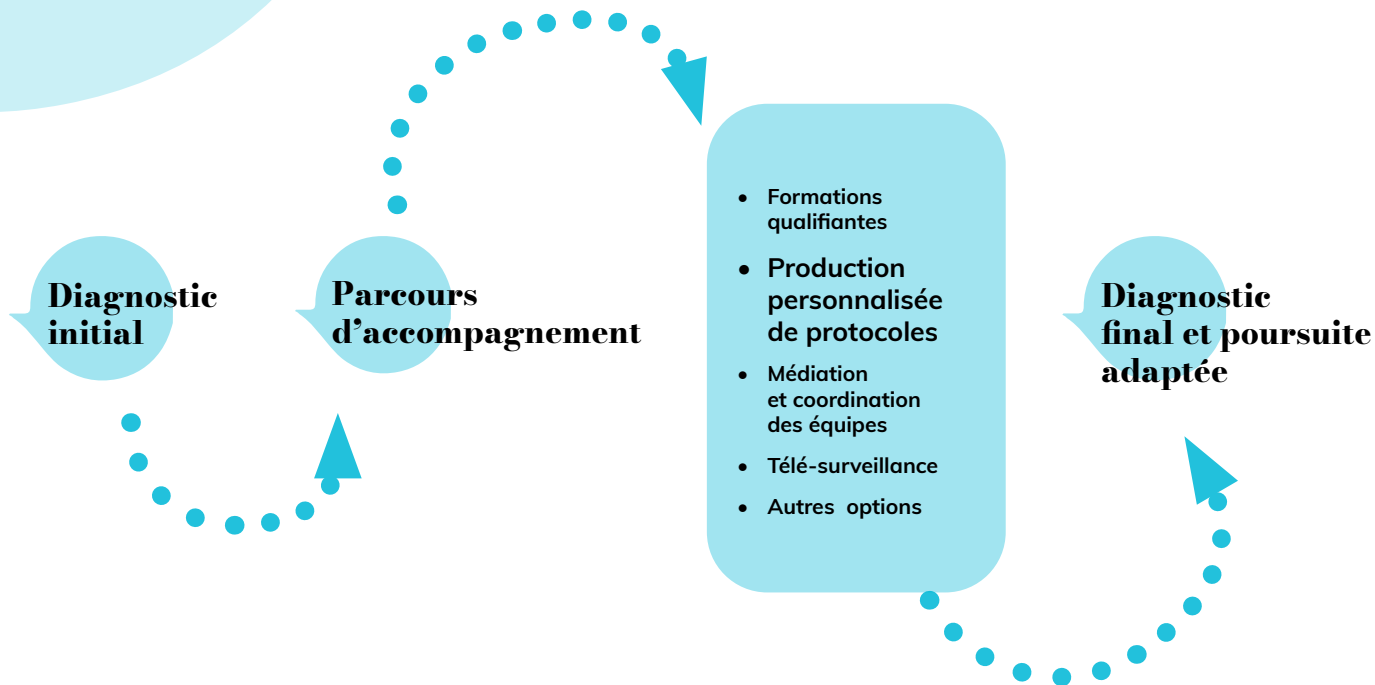 Diagnostic
initial
Parcours
d’accompagnement
• Formations
qualifiantes
• Production
personnalisée
de protocoles
• Médiation
et coordination
des équipes
• Télé-surveillance
• Autres options
Diagnostic
final et poursuite
adaptée